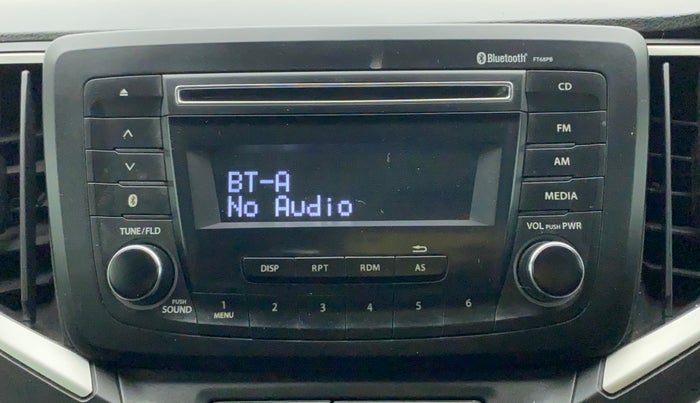 Bluetooth® FT68PB
CD
FM
BT-A
AM
No Audio
MEDIA
TUNE/FLD
VOL PUSH PWR
DISP RPT RDM AS
PUSH SOUND
1 MENU 2 3 4 5 6